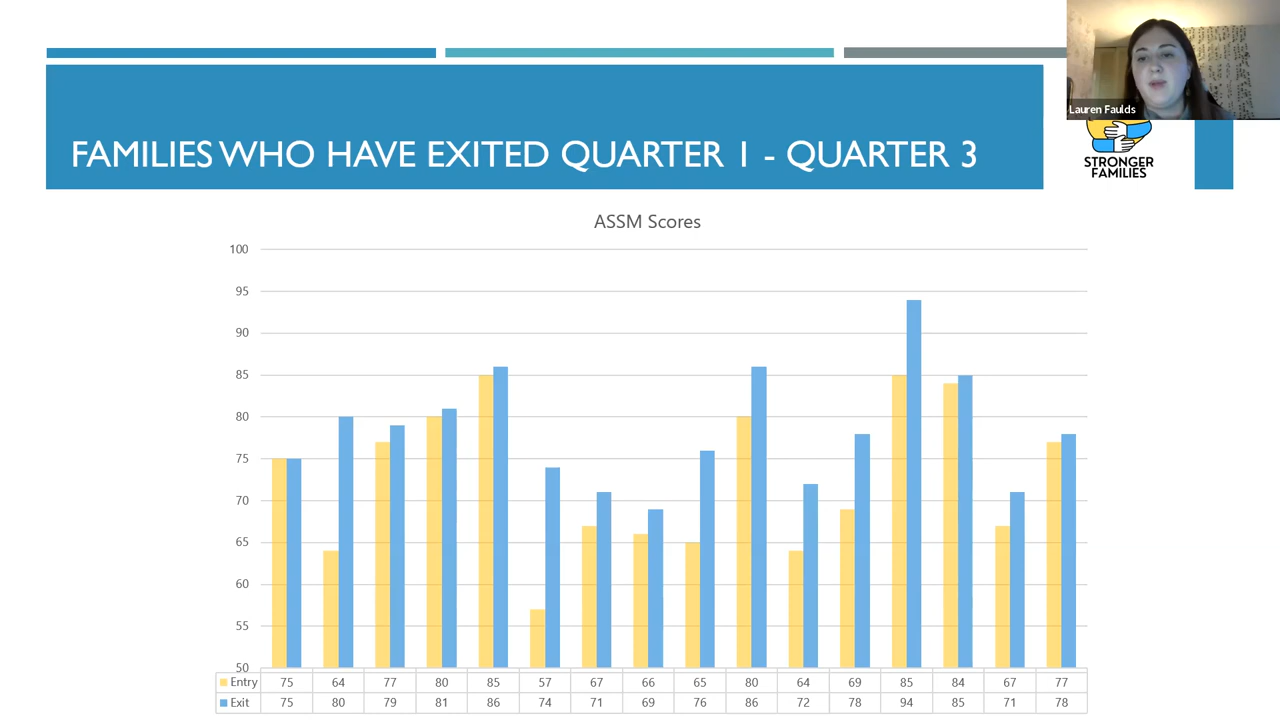 Lauren Faulds
FAMILIES WHO HAVE EXITED QUARTER 1 - QUARTER 3
STRONGER
FAMILIES
ASSM Scores
100
95
90
85
80
75
70
65
60
55
50
Entry 75 64 77 80 85 57 67 66 65 80 64 69 85 84 67 77
Exit 75 80 79 81 86 74 71 69 76 86 72 78 94 85 71 78